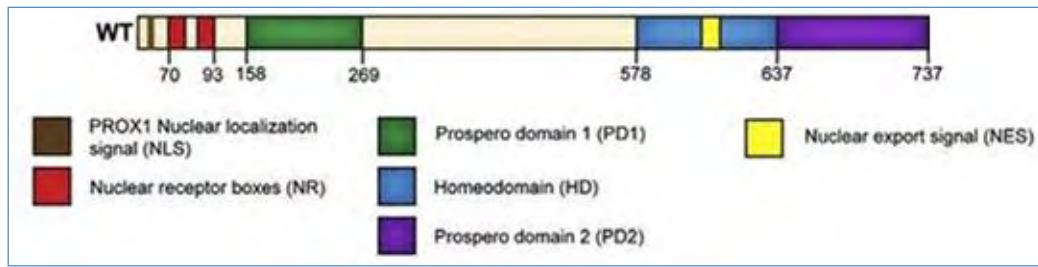 WT
70 93 158 269 578 637 737
PROX1 Nuclear localization
signal (NLS)
Nuclear receptor boxes (NR)
Prospero domain 1 (PD1)
Homeodomain (HD)
Prospero domain 2 (PD2)
Nuclear export signal (NES)